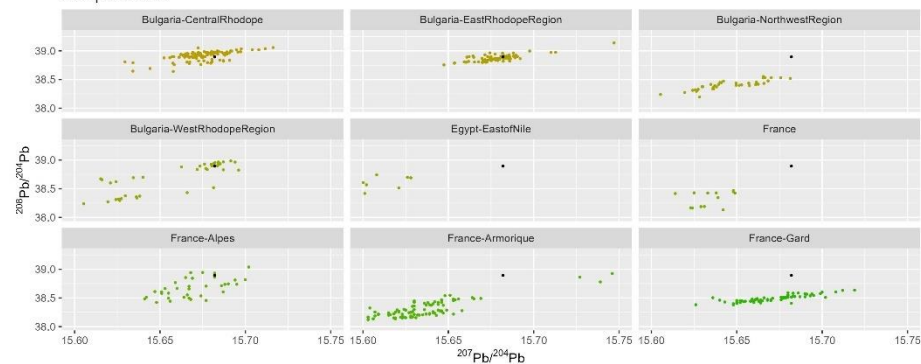 Bulgaria-CentralRhodope Bulgaria-EastRhodopeRegion Bulgaria-NorthwestRegion
39.0
38.5
38.0
Bulgaria-WestRhodopeRegion Egypt-EastofNile France
39.0
38.5
38.0
²⁰⁸Pb/²⁰⁴Pb
France-Alpes France-Armorique France-Gard
39.0
38.5
38.0
15.60 15.65 15.70 15.75 15.60 15.65 15.70 15.75 15.60 15.65 15.70 15.75
²⁰⁷Pb/²⁰⁴Pb